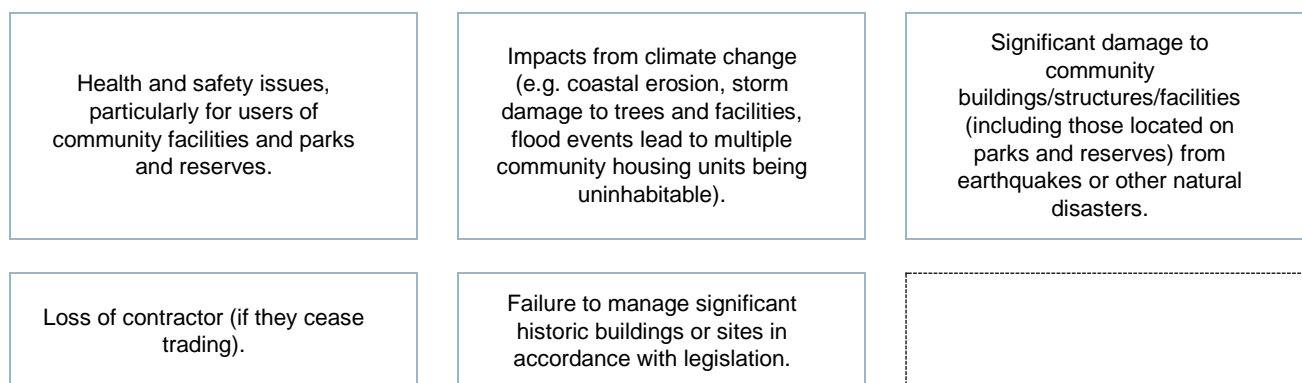 Health and safety issues,
particularly for users of
community facilities and parks
and reserves.
Impacts from climate change
(e.g. coastal erosion, storm
damage to trees and facilities,
flood events lead to multiple
community housing units being
uninhabitable).
Significant damage to
community
buildings/structures/facilities
(including those located on
parks and reserves) from
earthquakes or other natural
disasters.
Loss of contractor (if they cease
trading).
Failure to manage significant
historic buildings or sites in
accordance with legislation.